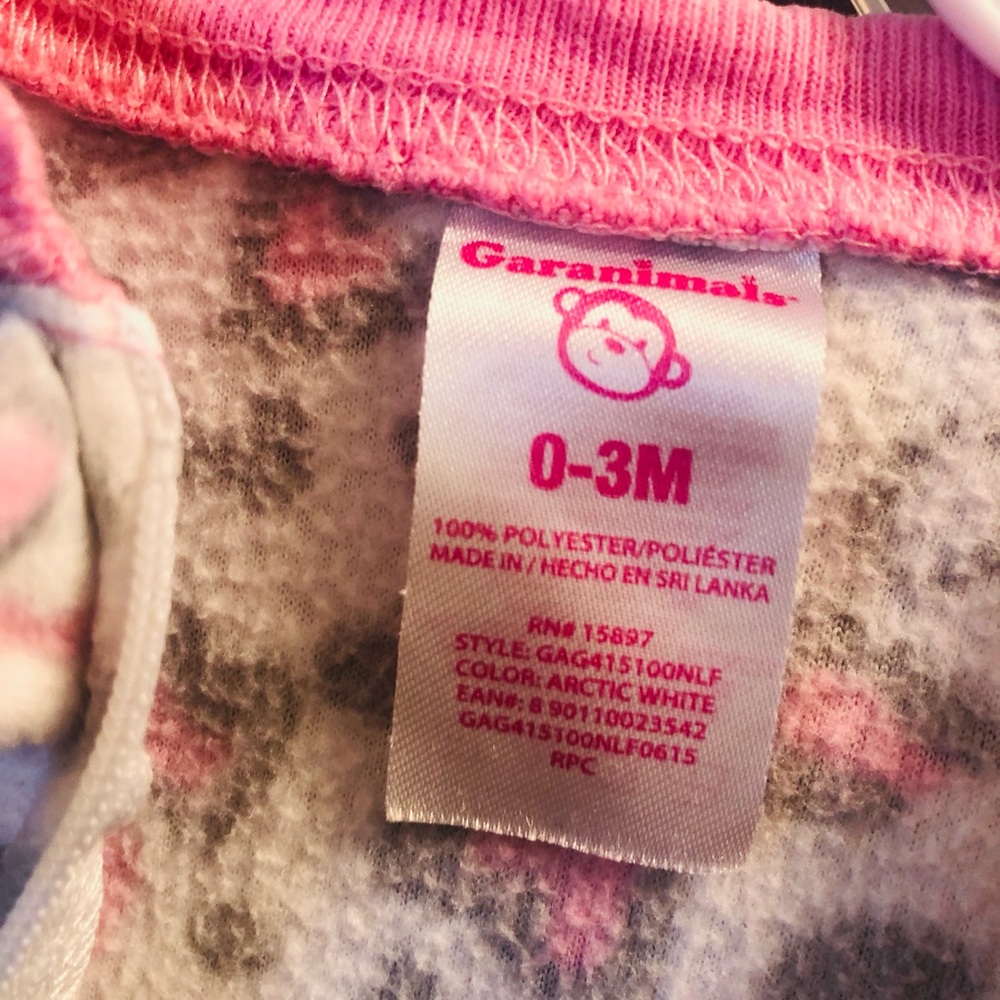 Garanimals
0-3M
100% POLYESTER/POLIÉSTER
MADE IN / HECHO EN SRI LANKA
RN# 15897
STYLE: GAG415100NLF
COLOR: ARCTIC WHITE
EAN#: 8 90110023542
GAG415100NLF0615
RPC